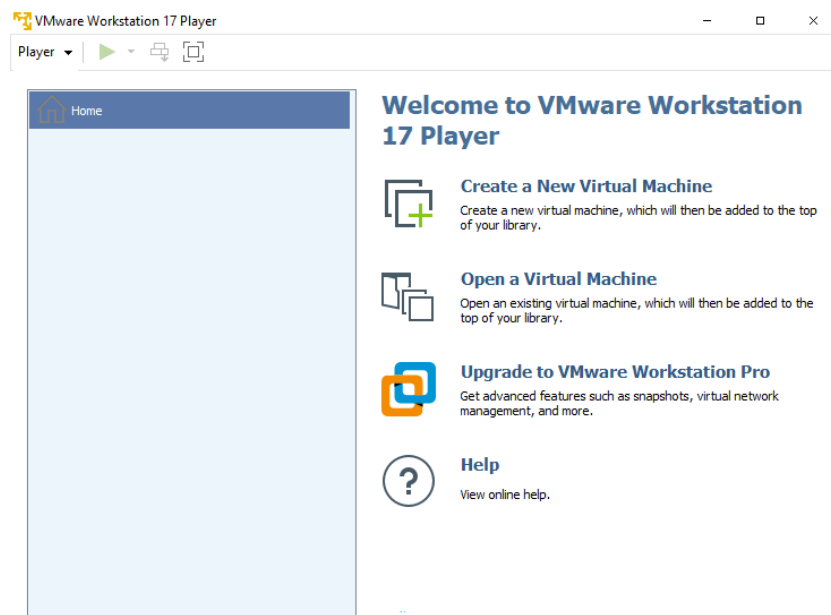 VMware Workstation 17 Player
Player
Home
Welcome to VMware Workstation
17 Player
Create a New Virtual Machine
Create a new virtual machine, which will then be added to the top
of your library.
Open a Virtual Machine
Open an existing virtual machine, which will then be added to the
top of your library.
Upgrade to VMware Workstation Pro
Get advanced features such as snapshots, virtual network
management, and more.
Help
View online help.